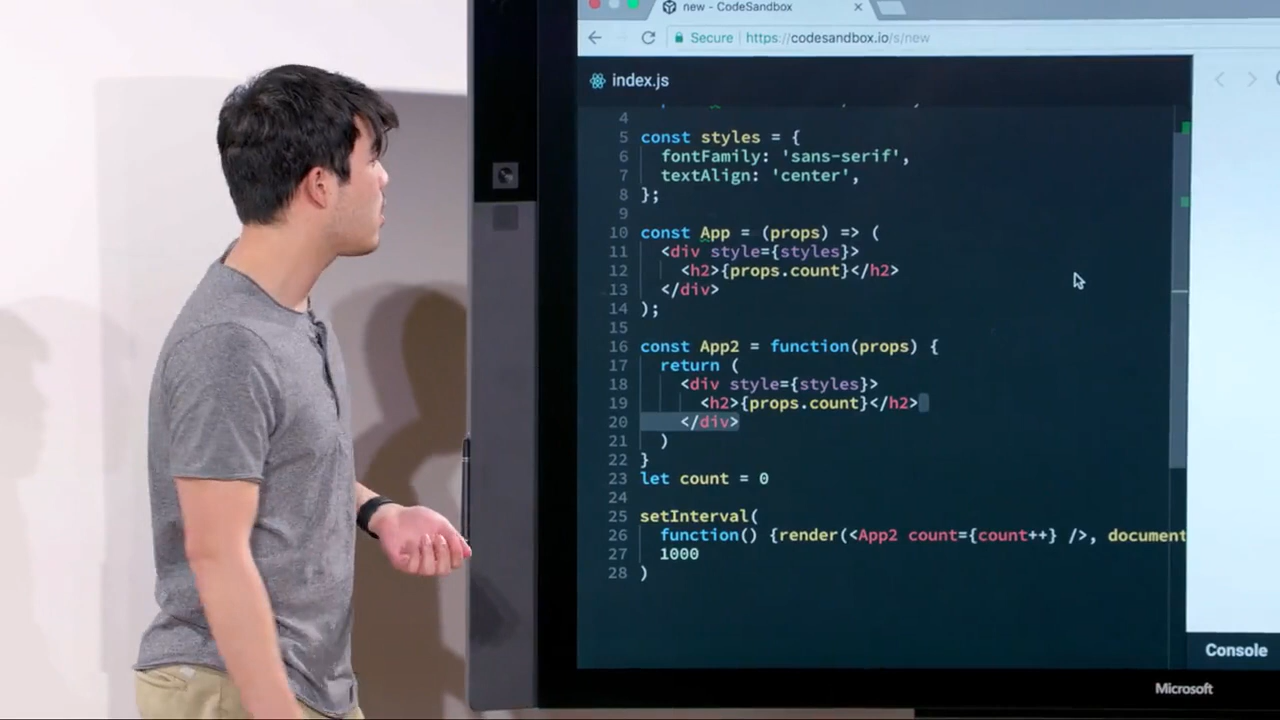 new - CodeSandbox
Secure https://codesandbox.io/s/new
index.js
4
5 const styles = {
6 fontFamily: 'sans-serif',
7 textAlign: 'center',
8 };
9
10 const App = (props) => (
11 <div style={styles}>
12 <h2>{props.count}</h2>
13 </div>
14 );
15
16 const App2 = function(props) {
17 return (
18 <div style={styles}>
19 <h2>{props.count}</h2>
20 </div>
21 )
22 }
23 let count = 0
24
25 setInterval(
26 function() {render(<App2 count={count++} />, document
27 1000
28 )
Console
Microsoft